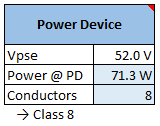 Power Device
Vpse 52.0 V
Power @ PD 71.3 W
Conductors 8
→ Class 8